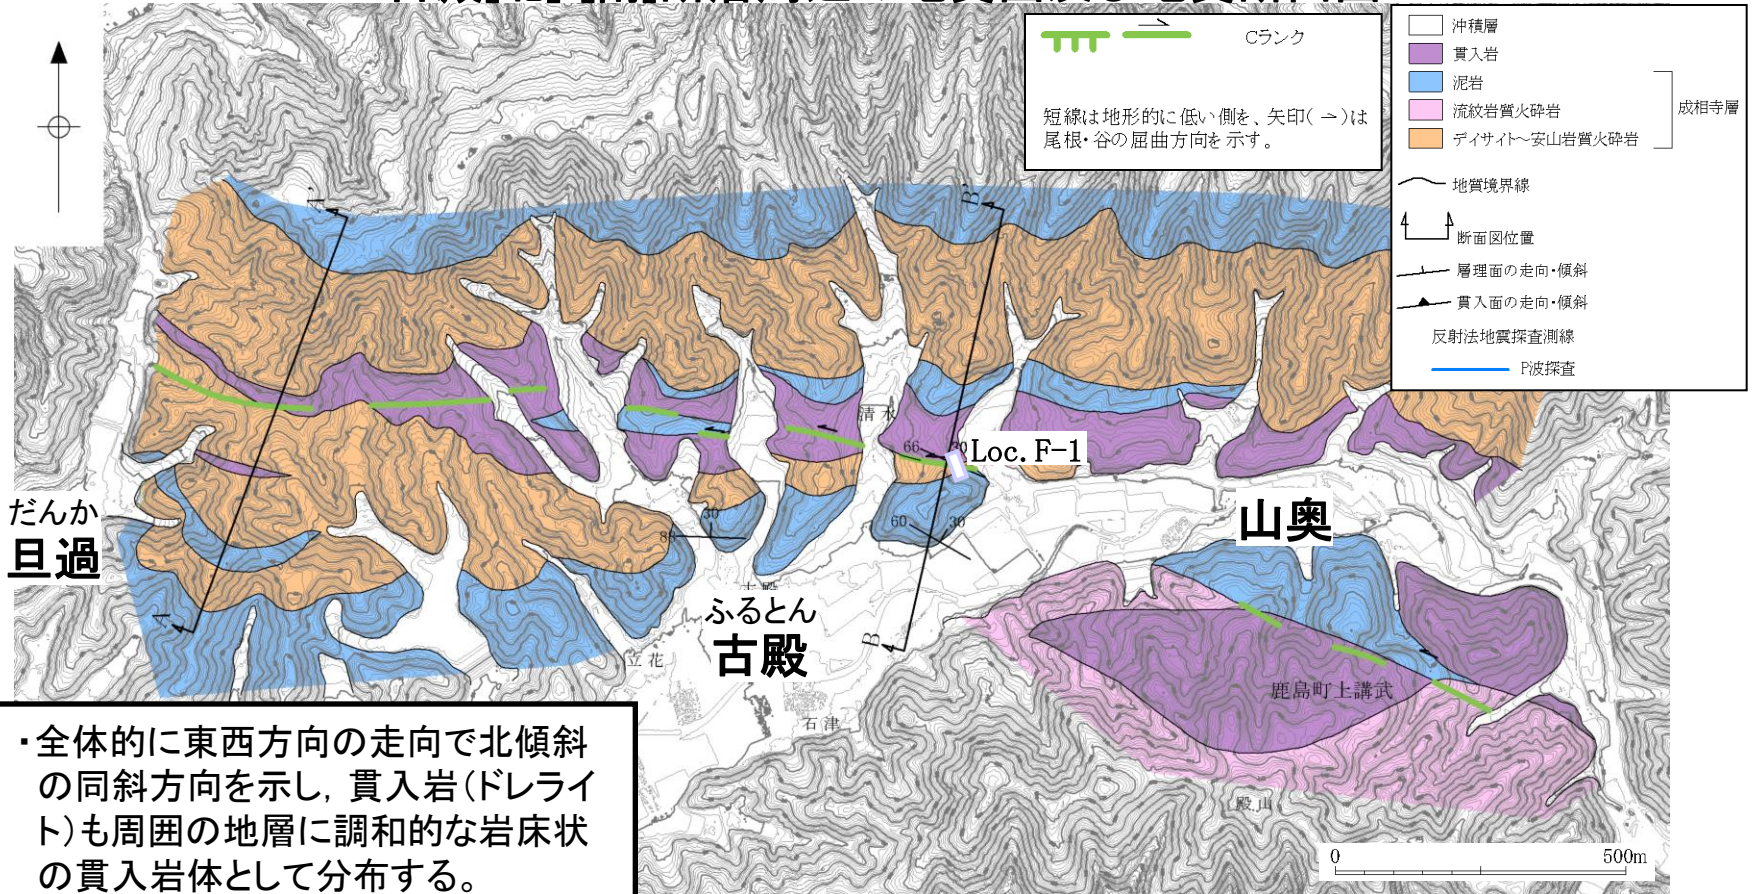 Cランク
短線は地形的に低い側を、矢印(→)は
尾根・谷の屈曲方向を示す。
沖積層
貫入岩
泥岩
流紋岩質火砕岩
デイサイト～安山岩質火砕岩
成相寺層
地質境界線
断面図位置
層理面の走向・傾斜
貫入面の走向・傾斜
反射法地震探査測線
P波探査
A'
B'
清水
66
30
Loc. F-1
だんか
旦過
山奥
30
60
30
A
ふるとん
古殿
B
立花
石津
鹿島町上講武
殿山
0
500m
・全体的に東西方向の走向で北傾斜
の同斜方向を示し，貫入岩（ドレライ
ト）も周囲の地層に調和的な岩床状
の貫入岩体として分布する。